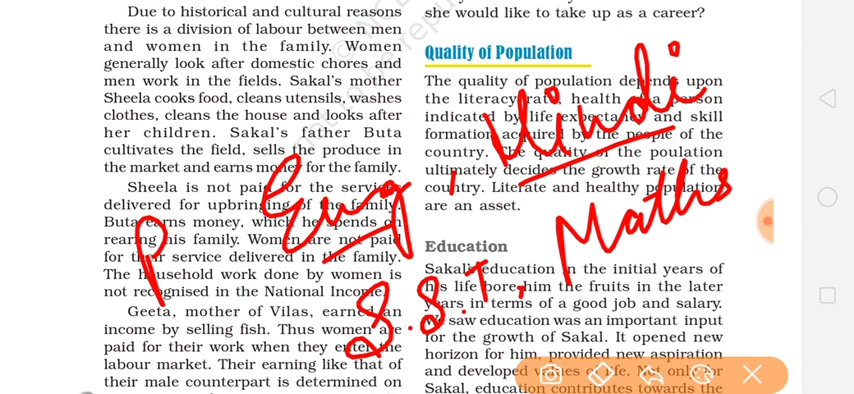 Due to historical and cultural reasons
there is a division of labour between men
and women in the family. Women
generally look after domestic chores and
men work in the fields. Sakal's mother
Sheela cooks food, cleans utensils, washes
clothes, cleans the house and looks after
her children. Sakal's father Buta
cultivates the field, sells the produce in
the market and earns money for the family.
Sheela is not paid for the services
delivered for upbringing of the family.
Buta earns money, which he spends on
rearing his family. Women are not paid
for their service delivered in the family.
The household work done by women is
not recognised in the National Income.
Geeta, mother of Vilas, earned an
income by selling fish. Thus women are
paid for their work when they enter the
labour market. Their earning like that of
their male counterpart is determined on
she would like to take up as a career?
Quality of Population
The quality of population depends upon
the literacy rate, health of a person
indicated by life expectancy and skill
formation acquired by the people of the
country. The quality of the poulation
ultimately decides the growth rate of the
country. Literate and healthy population
are an asset.
Education
Sakal's education in the initial years of
his life bore him the fruits in the later
years in terms of a good job and salary.
We saw education was an important input
for the growth of Sakal. It opened new
horizon for him, provided new aspiration
and developed values of life. Not only for
Sakal, education contributes towards the
P Eng, Hindi
S.S.T, Maths